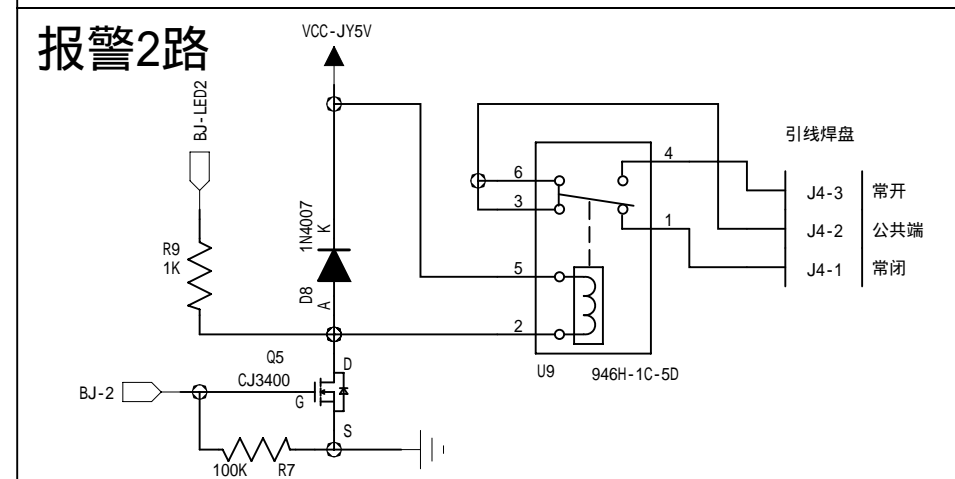 报警2路
VCC-JY5V
BJ-LED2
引线焊盘
4
6
J4-3 常开
3
1N4007
K
1
J4-2 公共端
R9
1K
5
J4-1 常闭
D8
A
2
Q5
D
U9 946H-1C-5D
CJ3400
BJ-2
G
S
100K R7